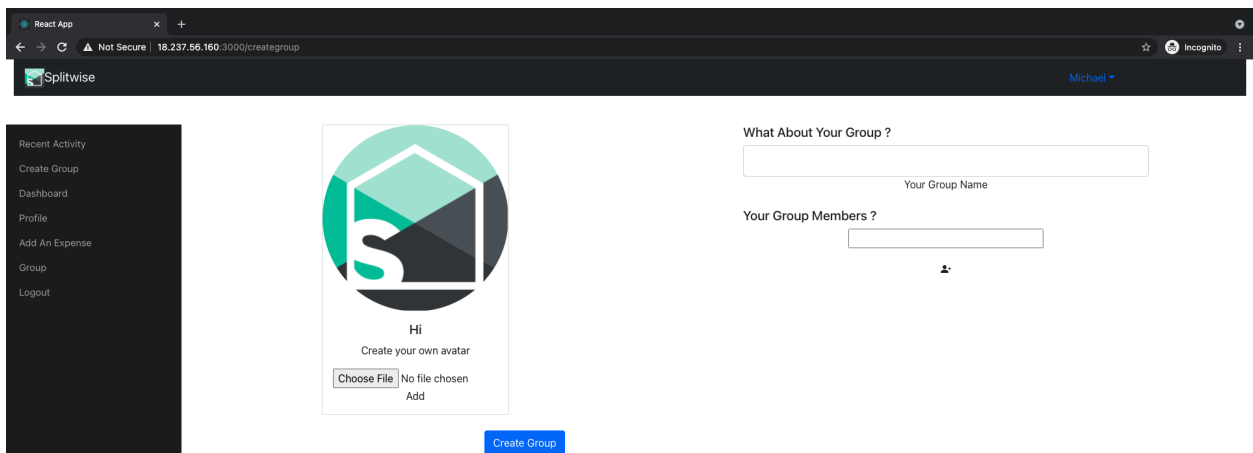 React App
Not Secure | 18.237.56.160:3000/creategroup
Incognito
Splitwise
Michael
Recent Activity
Create Group
Dashboard
Profile
Add An Expense
Group
Logout
S
Hi
Create your own avatar
Choose File No file chosen
Add
Create Group
What About Your Group ?
Your Group Name
Your Group Members ?